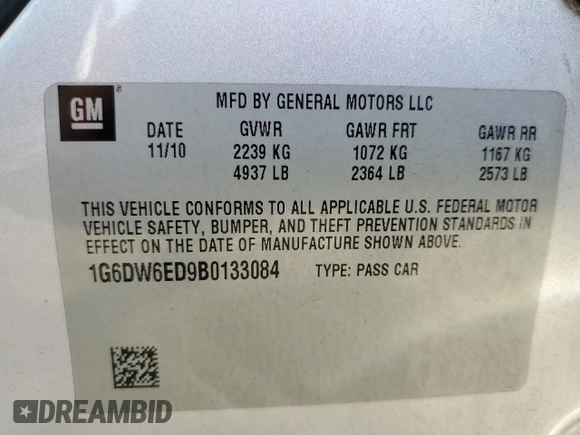 GM ®
MFD BY GENERAL MOTORS LLC
DATE GVWR GAWR FRT GAWR RR
11/10 2239 KG 1072 KG 1167 KG
4937 LB 2364 LB 2573 LB
THIS VEHICLE CONFORMS TO ALL APPLICABLE U.S. FEDERAL MOTOR
VEHICLE SAFETY, BUMPER, AND THEFT PREVENTION STANDARDS IN
EFFECT ON THE DATE OF MANUFACTURE SHOWN ABOVE.
1G6DW6ED9B0133084 TYPE: PASS CAR
DREAMBID